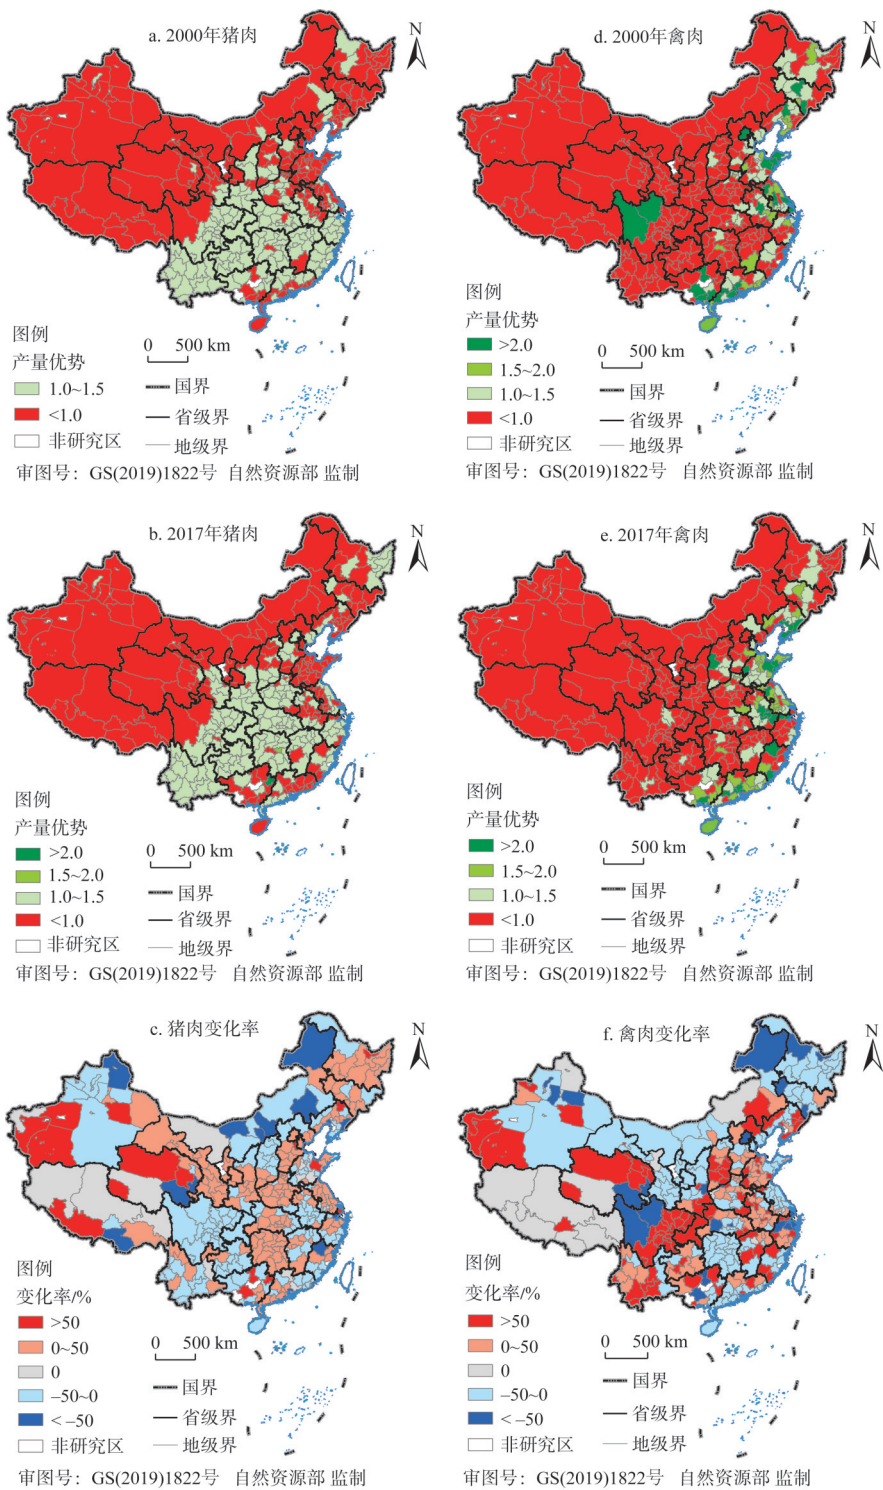 a. 2000年猪肉
N
图例
产量优势
1.0~1.5
<1.0
非研究区
0 500 km
国界
省级界
地级界
审图号：GS(2019)1822号 自然资源部 监制
d. 2000年禽肉
N
图例
产量优势
>2.0
1.5~2.0
1.0~1.5
<1.0
非研究区
0 500 km
国界
省级界
地级界
审图号：GS(2019)1822号 自然资源部 监制
b. 2017年猪肉
N
图例
产量优势
>2.0
1.5~2.0
1.0~1.5
<1.0
非研究区
0 500 km
国界
省级界
地级界
审图号：GS(2019)1822号 自然资源部 监制
e. 2017年禽肉
N
图例
产量优势
>2.0
1.5~2.0
1.0~1.5
<1.0
非研究区
0 500 km
国界
省级界
地级界
审图号：GS(2019)1822号 自然资源部 监制
c. 猪肉变化率
N
图例
变化率/%
>50
0~50
0
–50~0
< –50
非研究区
0 500 km
国界
省级界
地级界
审图号：GS(2019)1822号 自然资源部 监制
f. 禽肉变化率
N
图例
变化率/%
>50
0~50
0
–50~0
< –50
非研究区
0 500 km
国界
省级界
地级界
审图号：GS(2019)1822号 自然资源部 监制